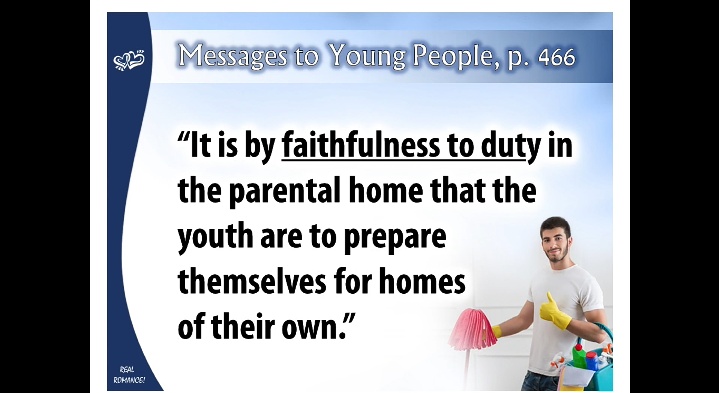 Messages to Young People, p. 466
“It is by faithfulness to duty in
the parental home that the
youth are to prepare
themselves for homes
of their own.”
REAL
ROMANCE!